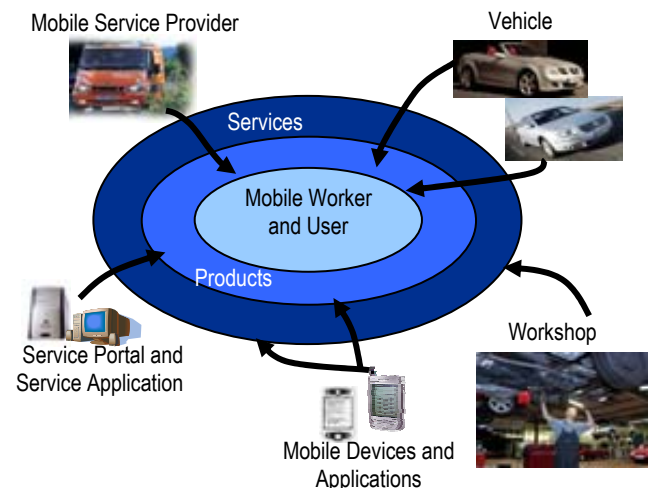 Mobile Service Provider
Vehicle
Services
Mobile Worker
and User
Products
Service Portal and
Service Application
Workshop
Mobile Devices and
Applications